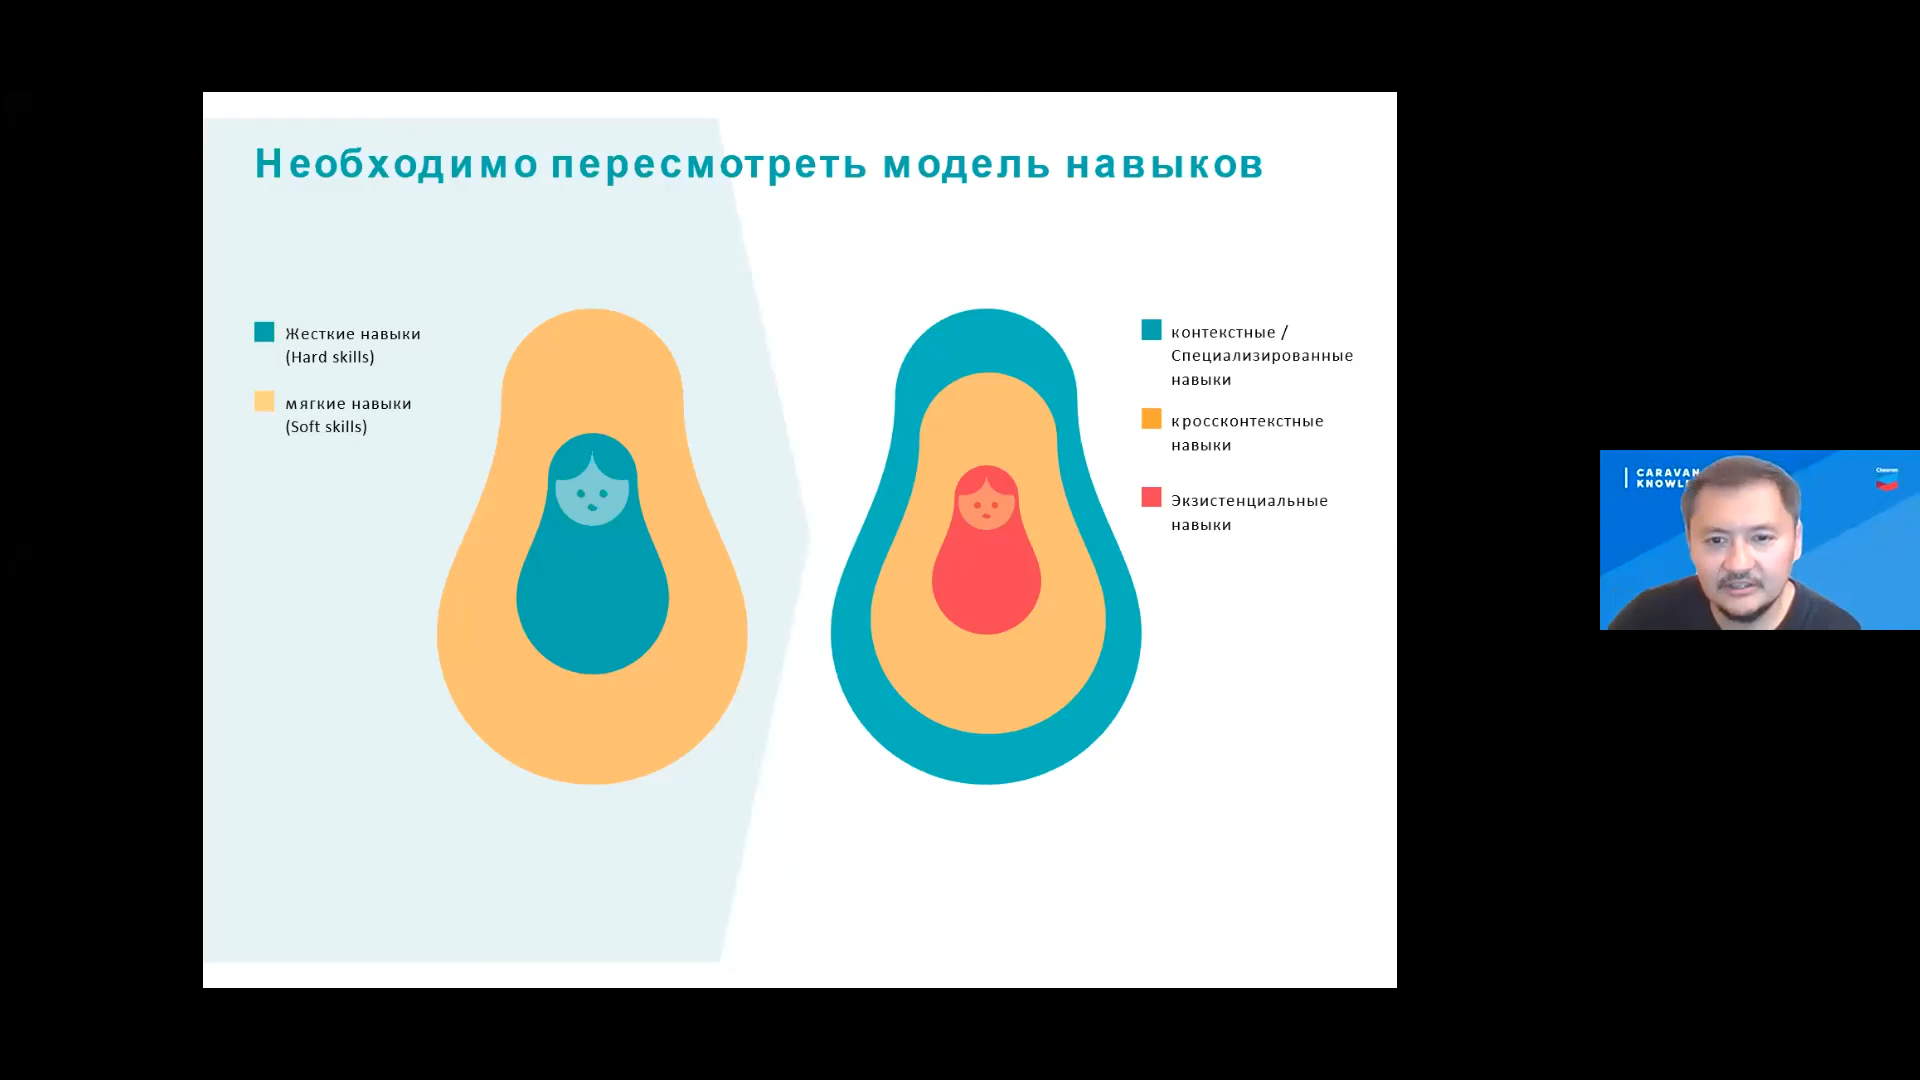 Необходимо пересмотреть модель навыков
Жесткие навыки
(Hard skills)
мягкие навыки
(Soft skills)
контекстные /
Специализированные
навыки
кроссконтекстные
навыки
Экзистенциальные
навыки
CARAVAN
Chevron